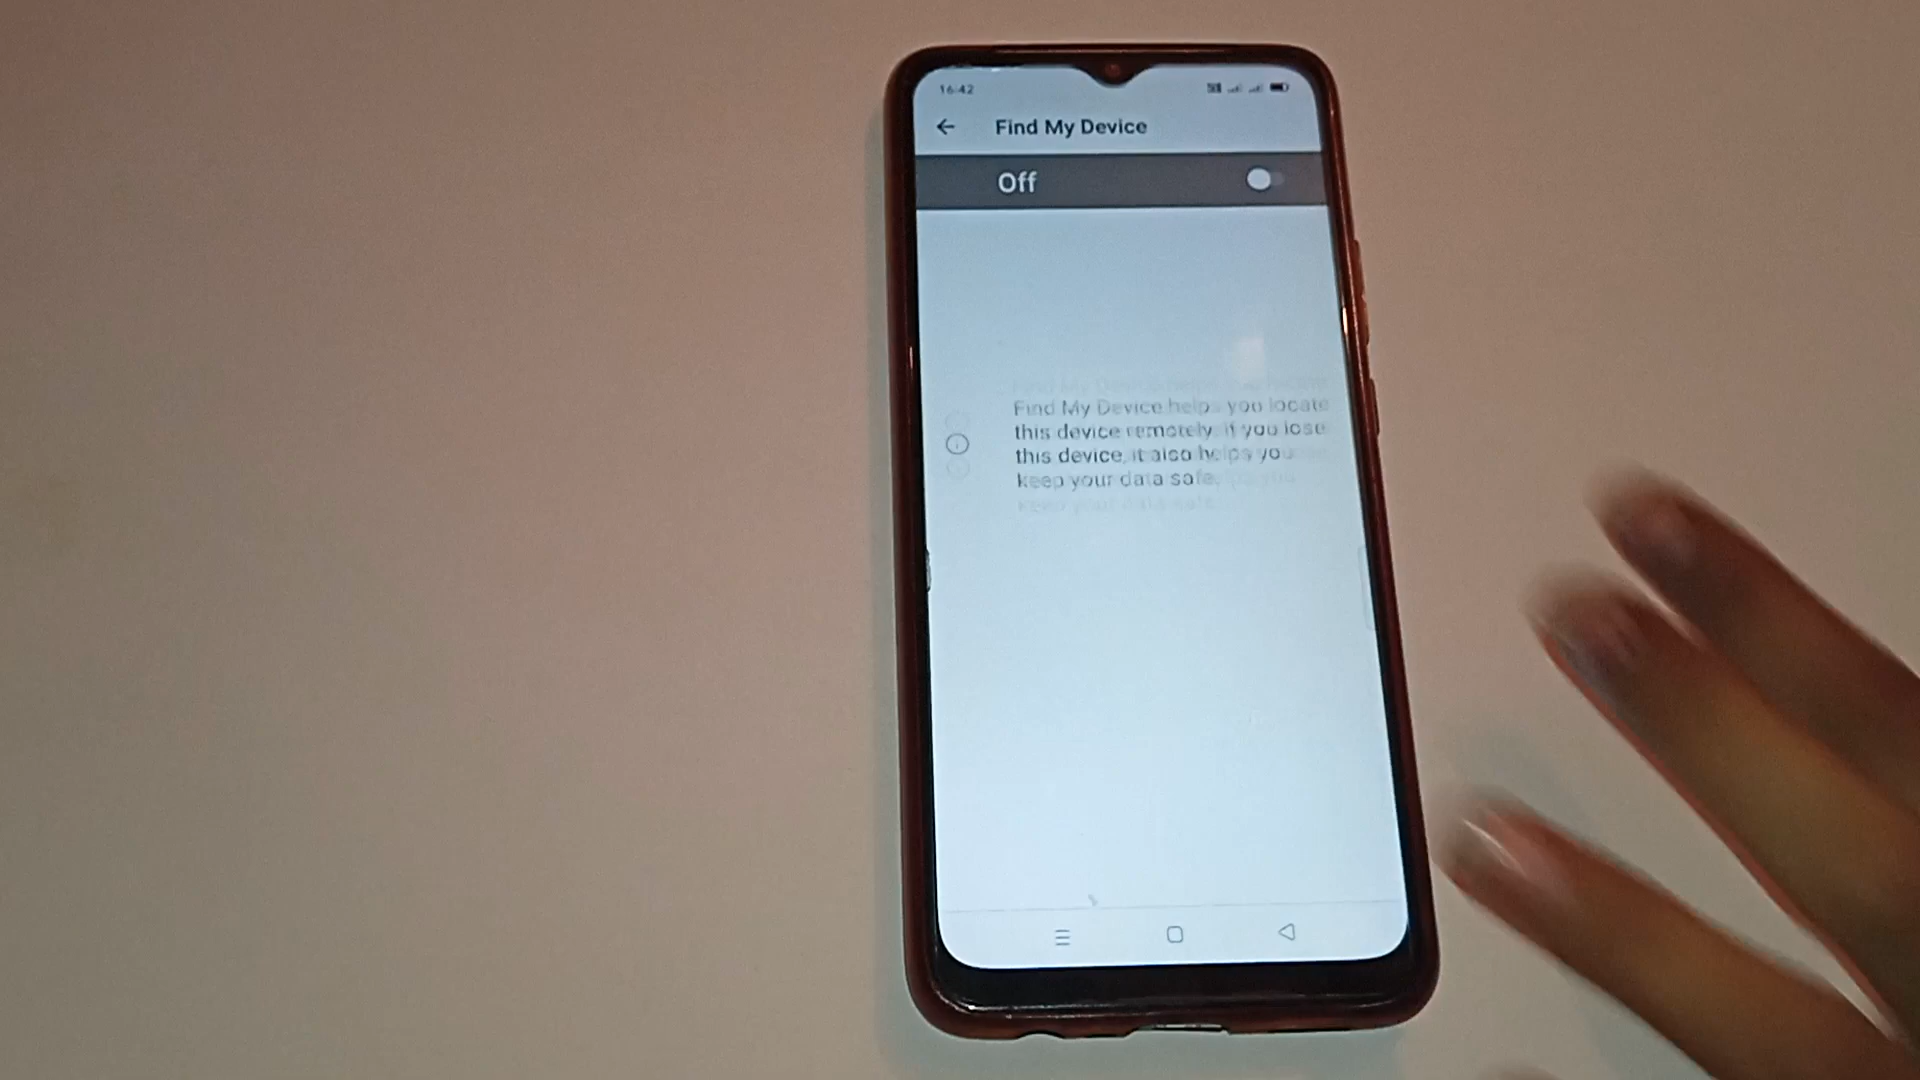 16:42
Find My Device
Off
Find My Device helps you locate
this device remotely. if you lose
this device, it also helps you
keep your data safe.